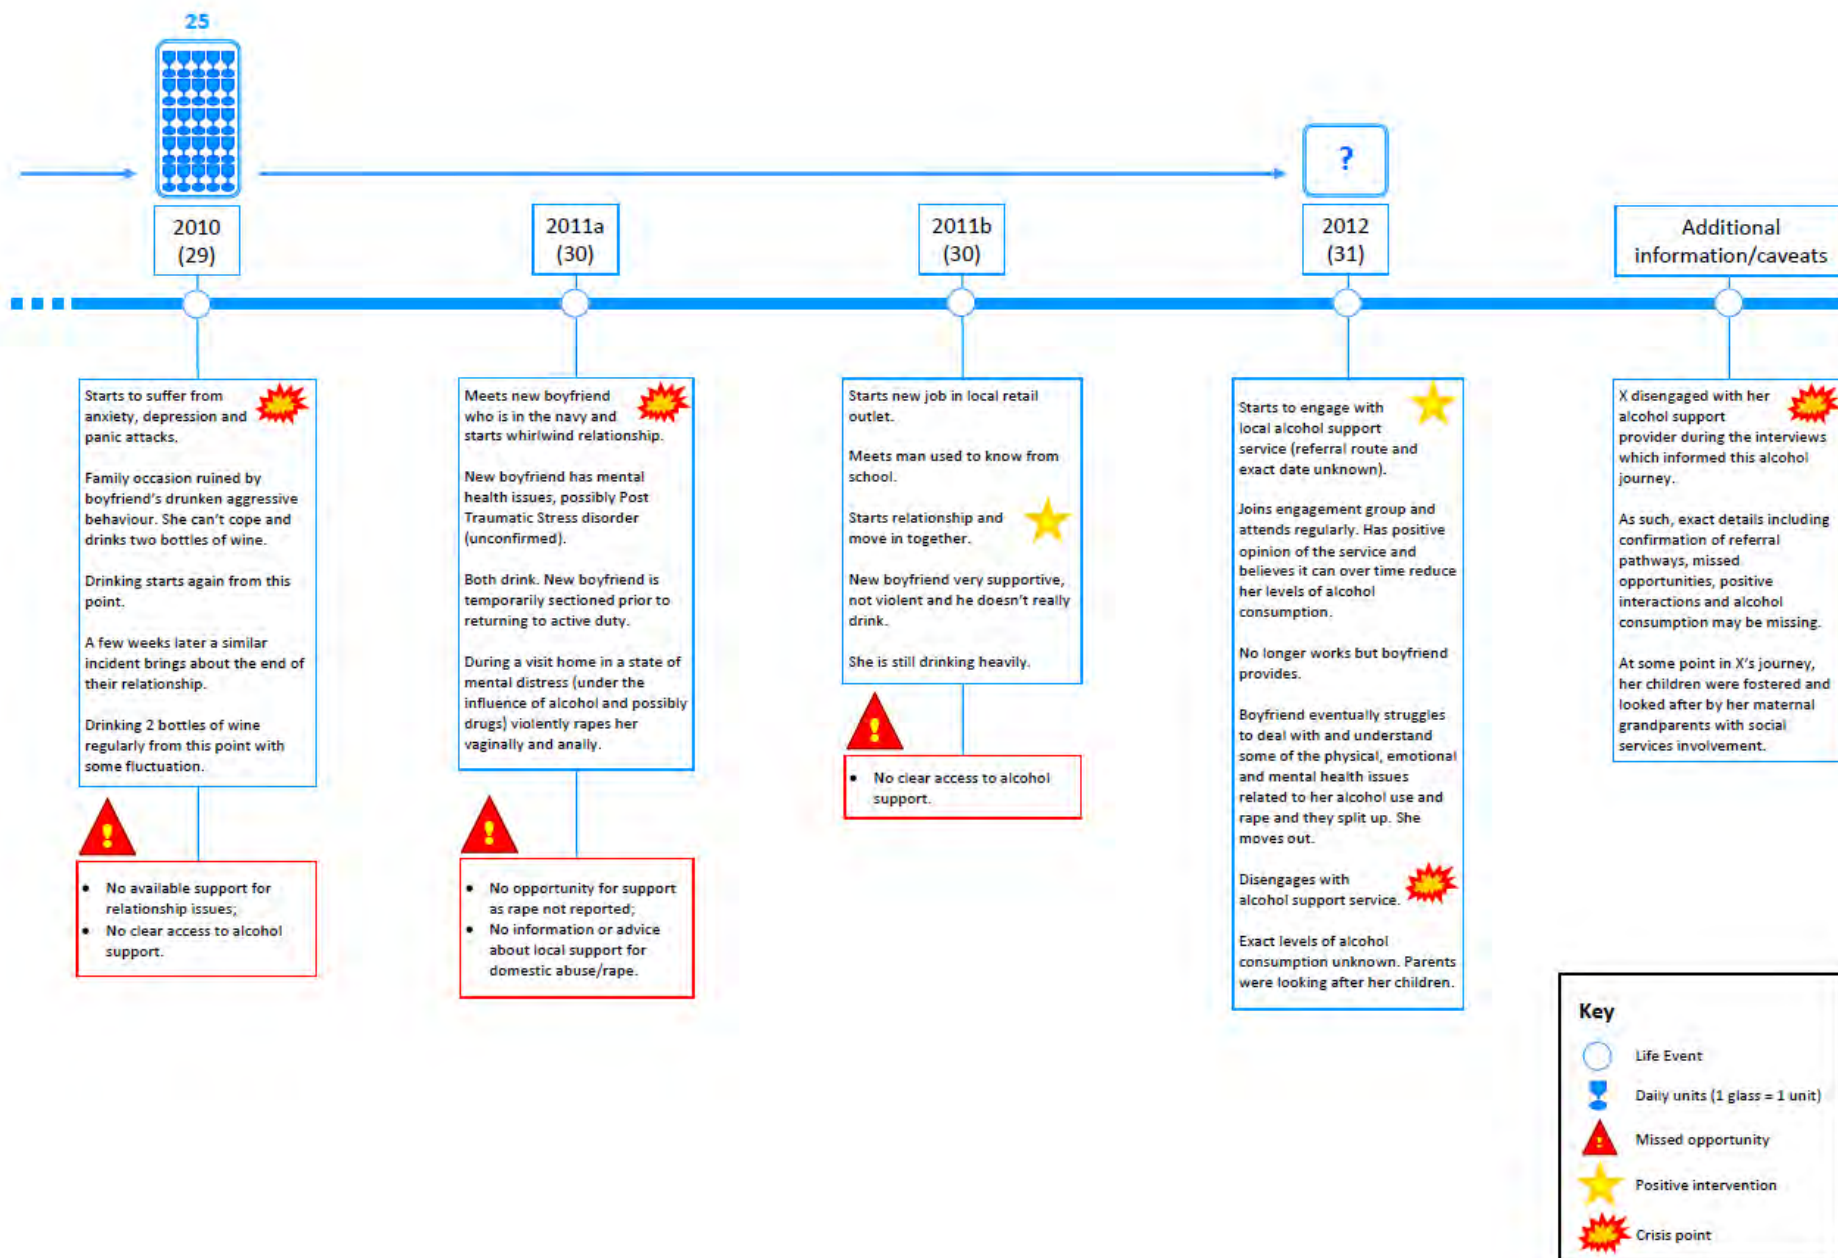 25
?
2010
(29)
2011a
(30)
2011b
(30)
2012
(31)
Additional
information/caveats
Starts to suffer from
anxiety, depression and
panic attacks.
Family occasion ruined by
boyfriend's drunken aggressive
behaviour. She can't cope and
drinks two bottles of wine.
Drinking starts again from this
point.
A few weeks later a similar
incident brings about the end of
their relationship.
Drinking 2 bottles of wine
regularly from this point with
some fluctuation.
!
• No available support for
relationship issues;
• No clear access to alcohol
support.
Meets new boyfriend
who is in the navy and
starts whirlwind relationship.
New boyfriend has mental
health issues, possibly Post
Traumatic Stress disorder
(unconfirmed).
Both drink. New boyfriend is
temporarily sectioned prior to
returning to active duty.
During a visit home in a state of
mental distress (under the
influence of alcohol and possibly
drugs) violently rapes her
vaginally and anally.
!
• No opportunity for support
as rape not reported;
• No information or advice
about local support for
domestic abuse/rape.
Starts new job in local retail
outlet.
Meets man used to know from
school.
Starts relationship and
move in together.
New boyfriend very supportive,
not violent and he doesn't really
drink.
She is still drinking heavily.
!
• No clear access to alcohol
support.
Starts to engage with
local alcohol support
service (referral route and
exact date unknown).
Joins engagement group and
attends regularly. Has positive
opinion of the service and
believes it can over time reduce
her levels of alcohol
consumption.
No longer works but boyfriend
provides.
Boyfriend eventually struggles
to deal with and understand
some of the physical, emotional
and mental health issues
related to her alcohol use and
rape and they split up. She
moves out.
Disengages with
alcohol support service.
Exact levels of alcohol
consumption unknown. Parents
were looking after her children.
X disengaged with her
alcohol support
provider during the interviews
which informed this alcohol
journey.
As such, exact details including
confirmation of referral
pathways, missed
opportunities, positive
interactions and alcohol
consumption may be missing.
At some point in X's journey,
her children were fostered and
looked after by her maternal
grandparents with social
services involvement.
Key
Life Event
Daily units (1 glass = 1 unit)
! Missed opportunity
Positive intervention
Crisis point